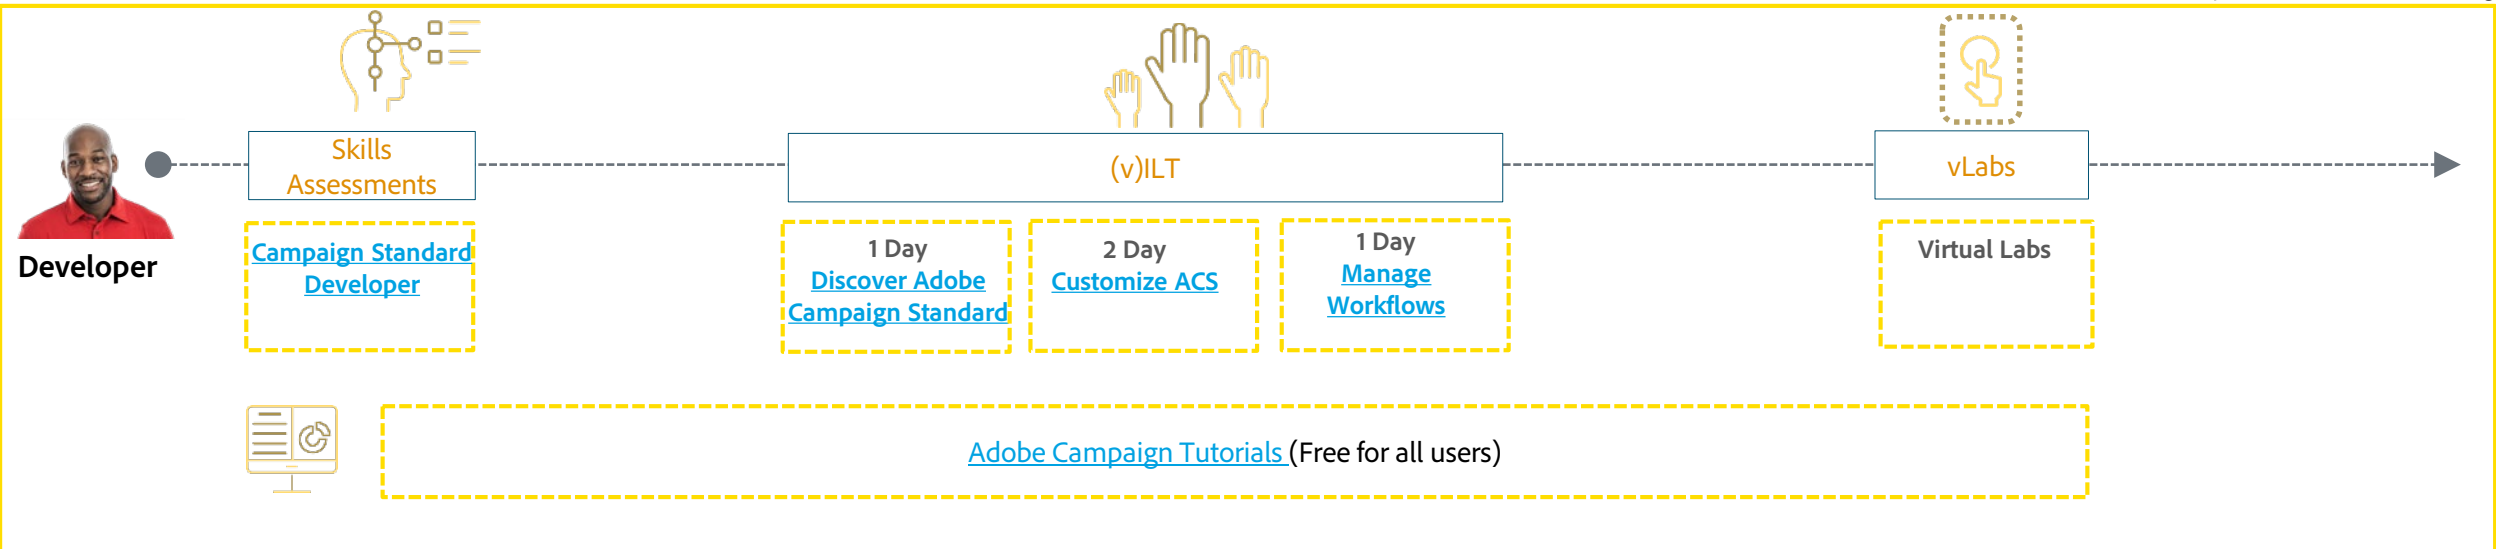 Skills
Assessments
(v)ILT
vLabs
Developer
Campaign Standard
Developer
1 Day
Discover Adobe
Campaign Standard
2 Day
Customize ACS
1 Day
Manage
Workflows
Virtual Labs
Adobe Campaign Tutorials (Free for all users)